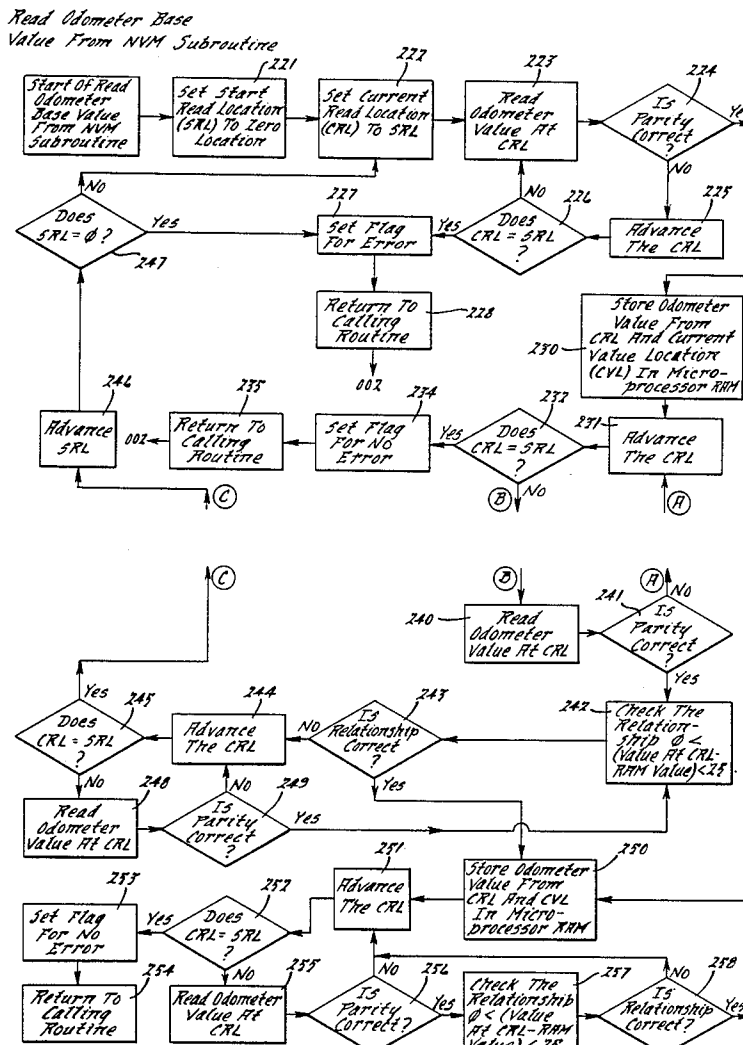 Read Odometer Base
Value From NVM Subroutine
Start Of Read
Odometer
Base Value
From NVM
Subroutine
221
Set Start
Read Location
(SRL) To Zero
Location
222
Set Current
Read Location
(CRL) To SRL
223
Read
Odometer
Value At
CRL
224
Is
Parity
Correct
?
Yes
No
225
Advance
The CRL
226
Does
CRL = SRL
?
No
Yes
227
Set Flag
For Error
Return To
Calling
Routine
228
002
No
Does
SRL = φ?
Yes
247
Store Odometer
Value From
CRL And Current
Value Location
(CVL) In Micro-
processor RAM
230
231
Advance
The CRL
232
Does
CRL = SRL
?
Yes
No
234
Set Flag
For No
Error
235
Return To
Calling
Routine
002
246
Advance
SRL
C
B
A
C
B
A
240
Read
Odometer
Value At CRL
241
No
Is
Parity
Correct
?
Yes
242
Check The
Relation-
ship φ <
(Value At CRL-
RAM Value) < 25
243
Is
Relationship
Correct
?
No
Yes
244
Advance
The CRL
245
Yes
Does
CRL = SRL
?
No
248
Read
Odometer
Value At CRL
249
No
Is
Parity
Correct
?
Yes
250
Store Odometer
Value From
CRL And CVL
In Micro-
processor RAM
251
Advance
The CRL
252
Does
CRL = SRL
?
Yes
No
253
Set Flag
For No
Error
254
Return To
Calling
Routine
255
Read Odometer
Value At
CRL
256
No
Is
Parity
Correct?
Yes
257
Check The
Relationship
φ < (Value
At CRL-RAM
Value) < 25
258
No
Is
Relationship
Correct?
Yes